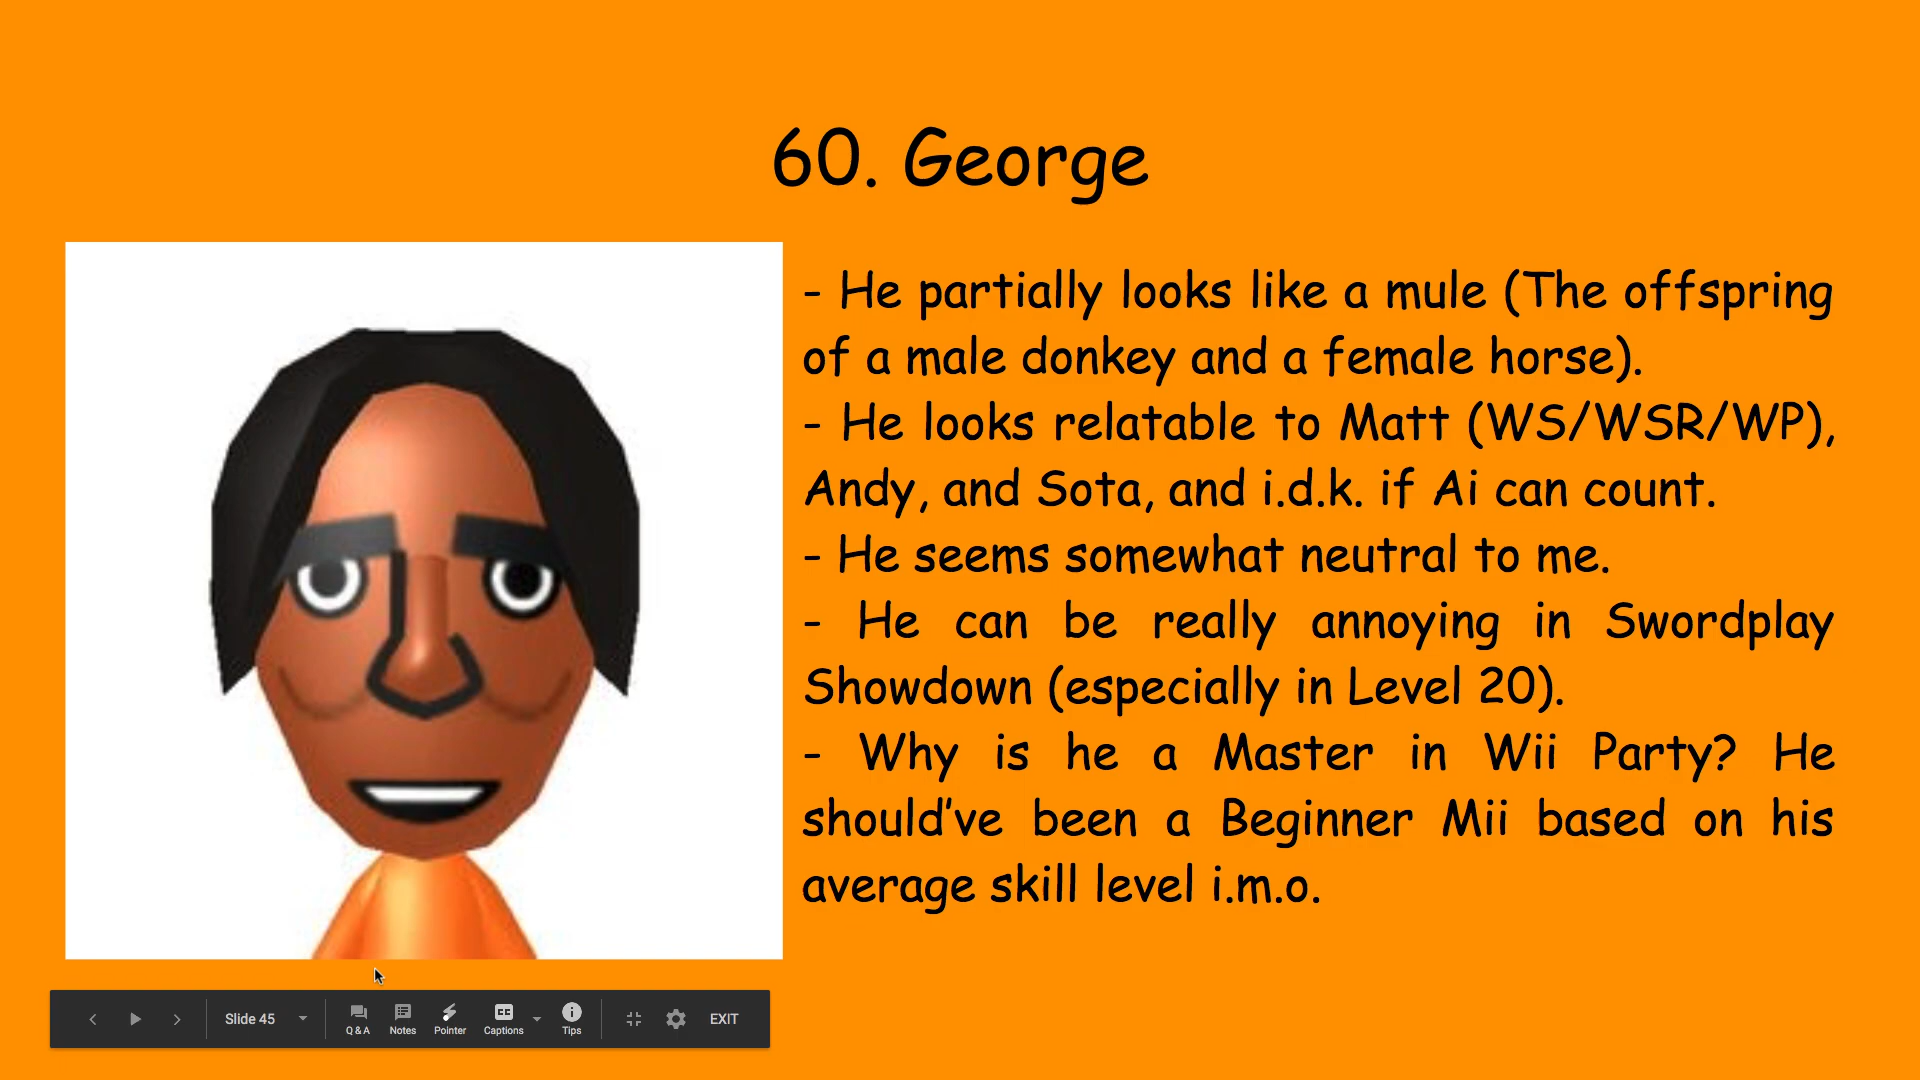 60. George
- He partially looks like a mule (The offspring
of a male donkey and a female horse).
- He looks relatable to Matt (WS/WSR/WP),
Andy, and Sota, and i.d.k. if Ai can count.
- He seems somewhat neutral to me.
- He can be really annoying in Swordplay
Showdown (especially in Level 20).
- Why is he a Master in Wii Party? He
should've been a Beginner Mii based on his
average skill level i.m.o.
Slide 45
Q & A
Notes
Pointer
CC
Captions
Tips
EXIT